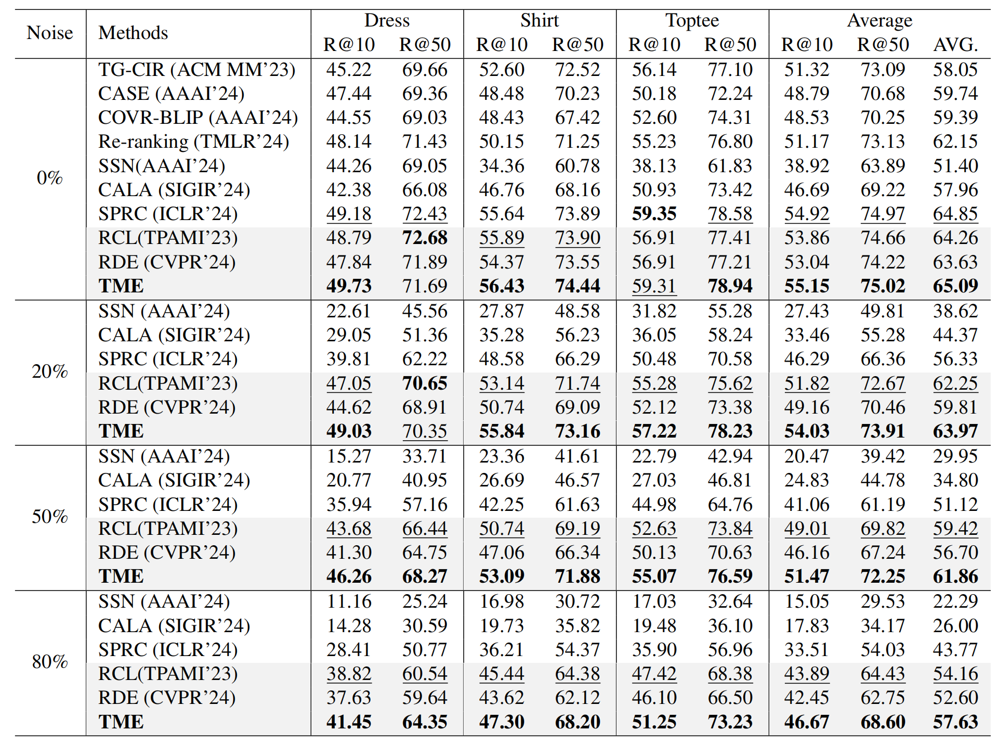 Noise Methods Dress Shirt Toptee Average
R@10 R@50 R@10 R@50 R@10 R@50 R@10 R@50 AVG.
0%
TG-CIR (ACM MM’23) 45.22 69.66 52.60 72.52 56.14 77.10 51.32 73.09 58.05
CASE (AAAI’24) 47.44 69.36 48.48 70.23 50.18 72.24 48.79 70.68 59.74
COVR-BLIP (AAAI’24) 44.55 69.03 48.43 67.42 52.60 74.31 48.53 70.25 59.39
Re-ranking (TMLR’24) 48.14 71.43 50.15 71.25 55.23 76.80 51.17 73.13 62.15
SSN(AAAI’24) 44.26 69.05 34.36 60.78 38.13 61.83 38.92 63.89 51.40
CALA (SIGIR’24) 42.38 66.08 46.76 68.16 50.93 73.42 46.69 69.22 57.96
SPRC (ICLR’24) 49.18 72.43 55.64 73.89 59.35 78.58 54.92 74.97 64.85
RCL(TPAMI’23) 48.79 72.68 55.89 73.90 56.91 77.41 53.86 74.66 64.26
RDE (CVPR’24) 47.84 71.89 54.37 73.55 56.91 77.21 53.04 74.22 63.63
TME 49.73 71.69 56.43 74.44 59.31 78.94 55.15 75.02 65.09
20%
SSN (AAAI’24) 22.61 45.56 27.87 48.58 31.82 55.28 27.43 49.81 38.62
CALA (SIGIR’24) 29.05 51.36 35.28 56.23 36.05 58.24 33.46 55.28 44.37
SPRC (ICLR’24) 39.81 62.22 48.58 66.29 50.48 70.58 46.29 66.36 56.33
RCL(TPAMI’23) 47.05 70.65 53.14 71.74 55.28 75.62 51.82 72.67 62.25
RDE (CVPR’24) 44.62 68.91 50.74 69.09 52.12 73.38 49.16 70.46 59.81
TME 49.03 70.35 55.84 73.16 57.22 78.23 54.03 73.91 63.97
50%
SSN (AAAI’24) 15.27 33.71 23.36 41.61 22.79 42.94 20.47 39.42 29.95
CALA (SIGIR’24) 20.77 40.95 26.69 46.57 27.03 46.81 24.83 44.78 34.80
SPRC (ICLR’24) 35.94 57.16 42.25 61.63 44.98 64.76 41.06 61.19 51.12
RCL(TPAMI’23) 43.68 66.44 50.74 69.19 52.63 73.84 49.01 69.82 59.42
RDE (CVPR’24) 41.30 64.75 47.06 66.34 50.13 70.63 46.16 67.24 56.70
TME 46.26 68.27 53.09 71.88 55.07 76.59 51.47 72.25 61.86
80%
SSN (AAAI’24) 11.16 25.24 16.98 30.72 17.03 32.64 15.05 29.53 22.29
CALA (SIGIR’24) 14.28 30.59 19.73 35.82 19.48 36.10 17.83 34.17 26.00
SPRC (ICLR’24) 28.41 50.77 36.21 54.37 35.90 56.96 33.51 54.03 43.77
RCL(TPAMI’23) 38.82 60.54 45.44 64.38 47.42 68.38 43.89 64.43 54.16
RDE (CVPR’24) 37.63 59.64 43.62 62.12 46.10 66.50 42.45 62.75 52.60
TME 41.45 64.35 47.30 68.20 51.25 73.23 46.67 68.60 57.63